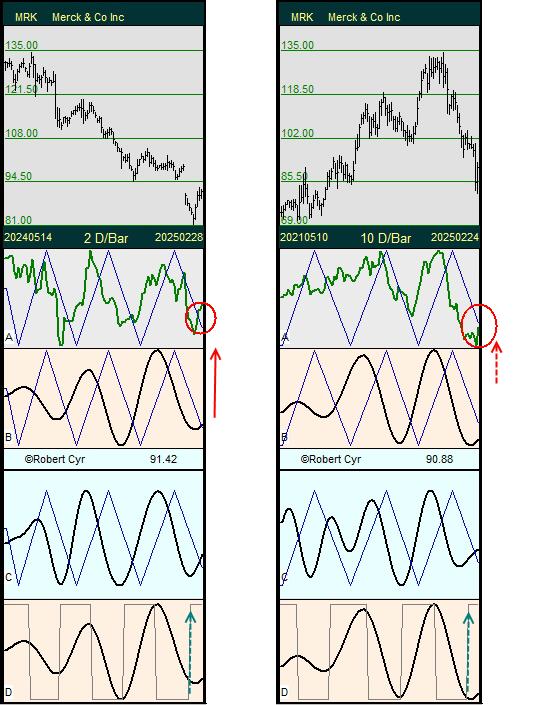 MRK Merck & Co Inc
135.00
121.50
108.00
94.50
81.00
20240514 2 D/Bar 20250228
A
B
©Robert Cyr 91.42
C
D
MRK Merck & Co Inc
135.00
118.50
102.00
85.50
69.00
20210510 10 D/Bar 20250224
A
B
©Robert Cyr 90.88
C
D